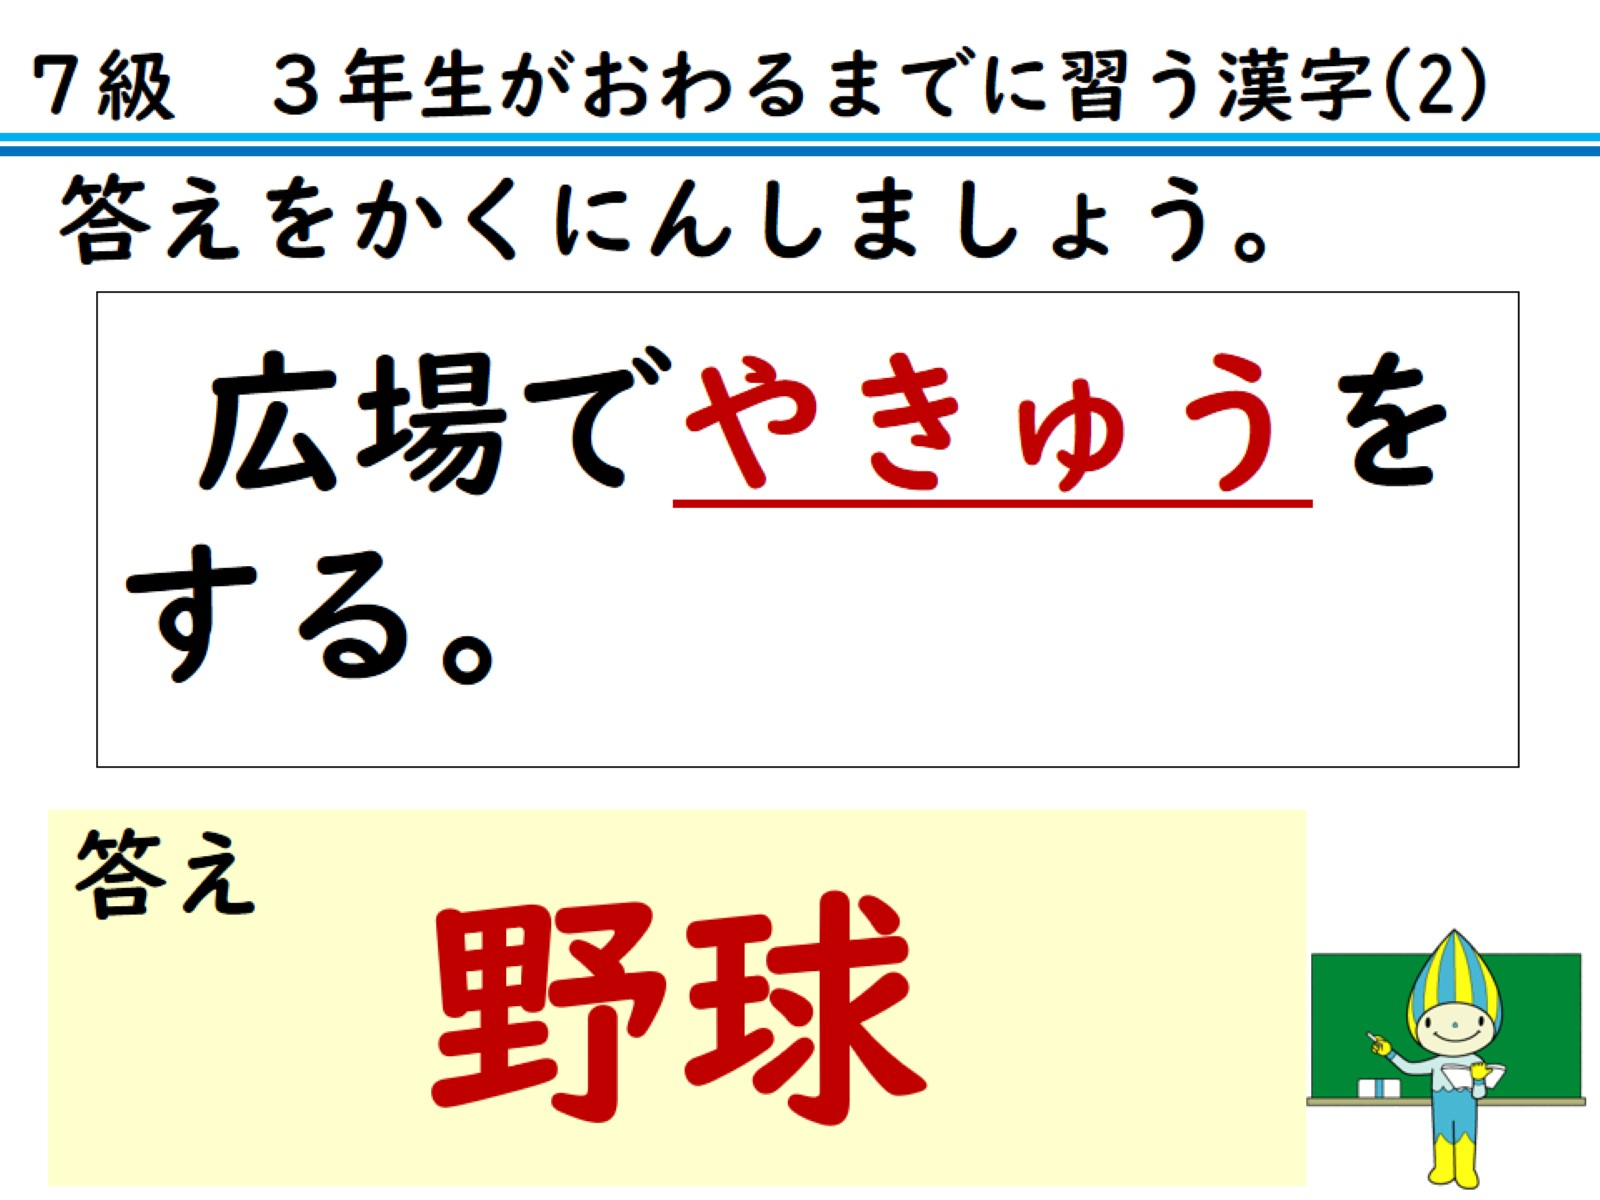 ７級　３年生がおわるまでに習う漢字(2)
答えをかくにんしましょう。
広場でやきゅうを
する。
答え
野球